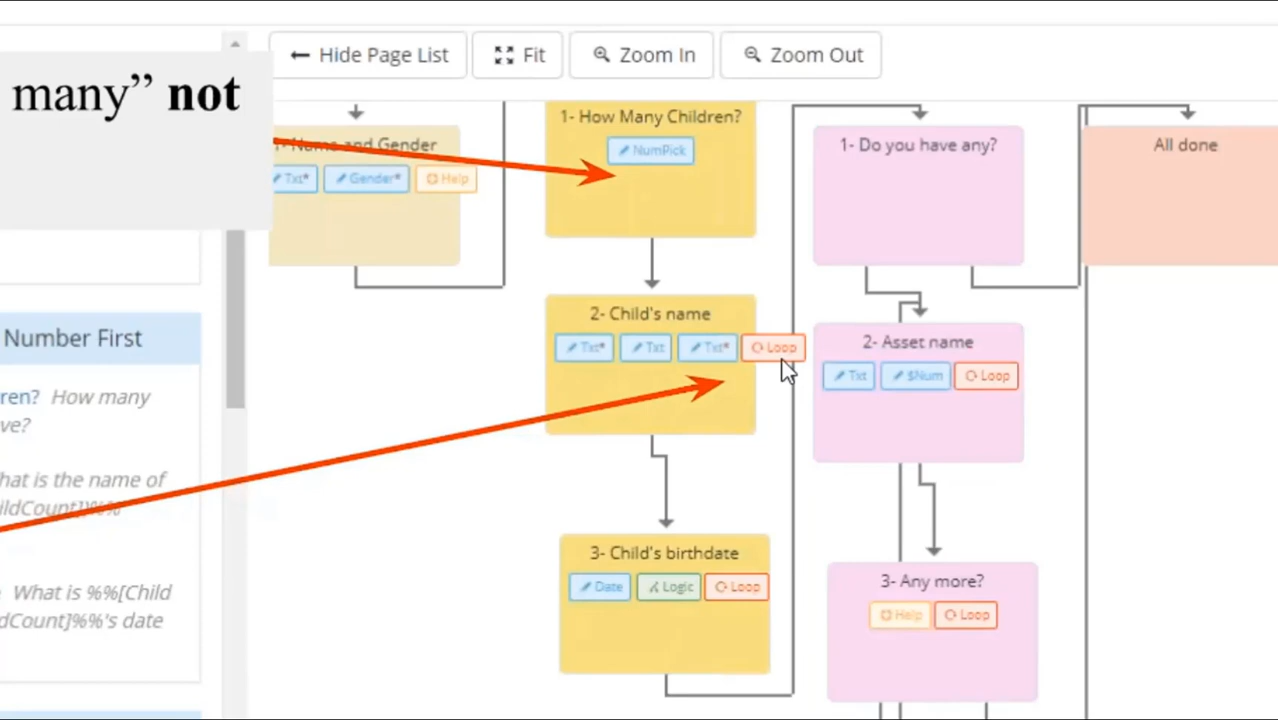 many” not
Hide Page List
Fit
Zoom In
Zoom Out
1- Name and Gender
Txt*
Gender*
Help
1- How Many Children?
NumPick
1- Do you have any?
All done
2- Child's name
Txt*
Txt
Txt*
Loop
2- Asset name
Txt
$Num
Loop
3- Child's birthdate
Date
Logic
Loop
3- Any more?
Help
Loop
Number First
ren? How many
ve?
hat is the name of
ildCount]%%
What is %%[Child
dCount]%%'s date